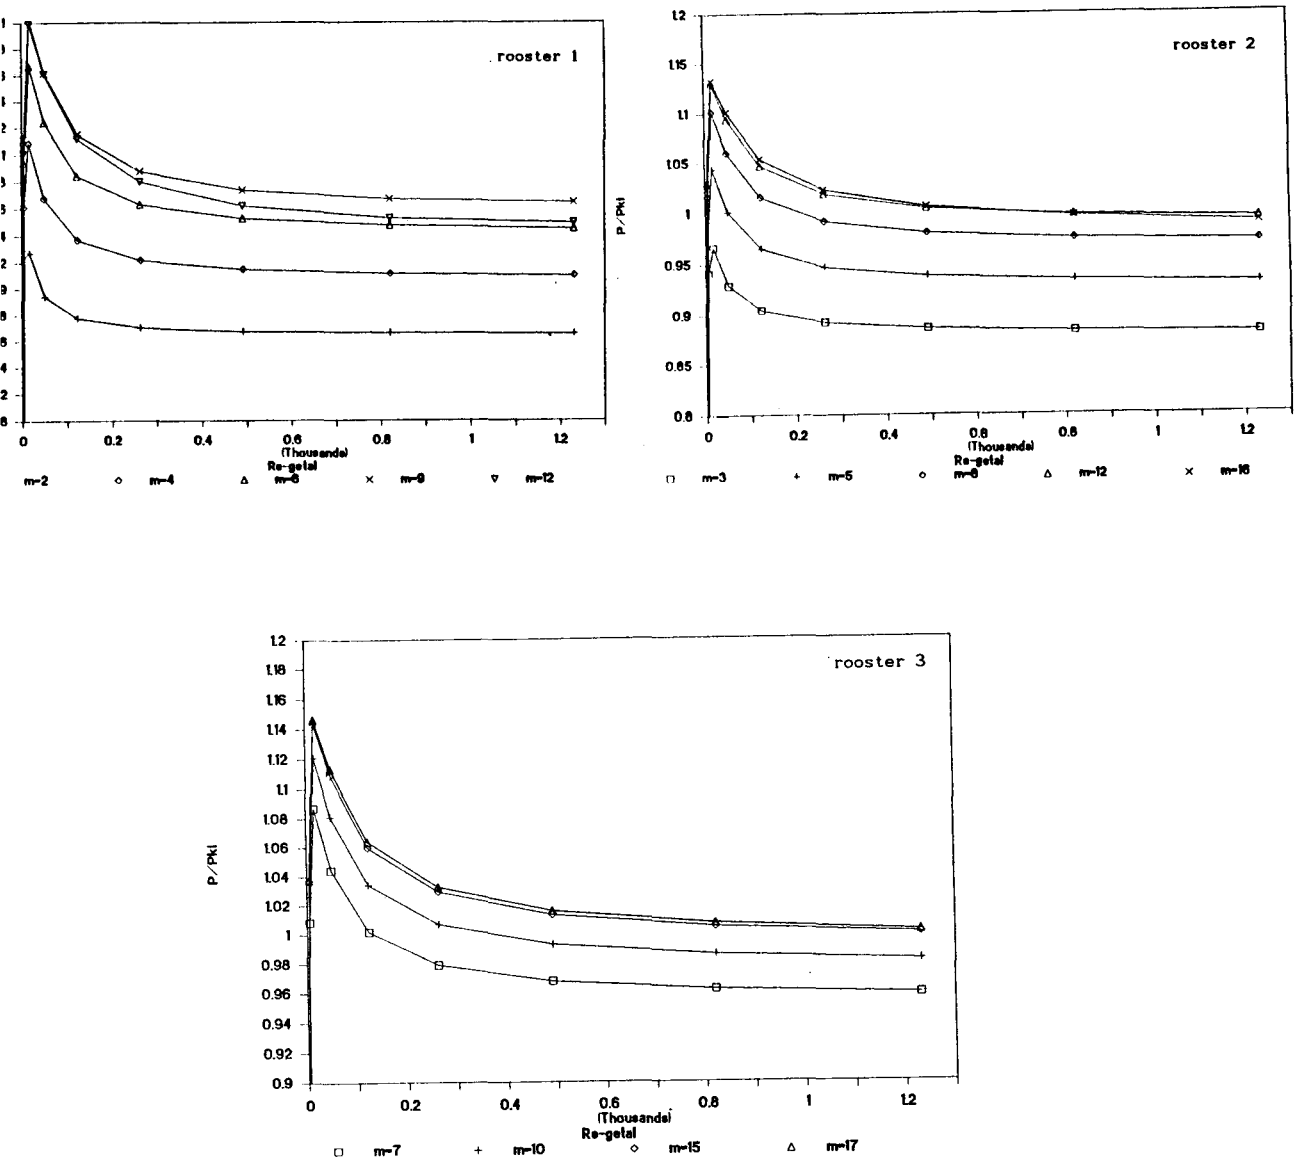 rooster 1
0 0.2 0.4 0.6 0.8 1 1.2
(Thousands)
Re-getal
m=2 m=4 m=6 m=9 m=12
rooster 2
P/Pkl
1.2
1.15
1.1
1.05
1
0.95
0.9
0.85
0.8
0 0.2 0.4 0.6 0.8 1 1.2
(Thousands)
Re-getal
m=3 m=5 m=8 m=12 m=16
rooster 3
P/Pkl
1.2
1.18
1.16
1.14
1.12
1.1
1.08
1.06
1.04
1.02
1
0.98
0.96
0.94
0.92
0.9
0 0.2 0.4 0.6 0.8 1 1.2
(Thousands)
Re-getal
m=7 m=10 m=15 m=17